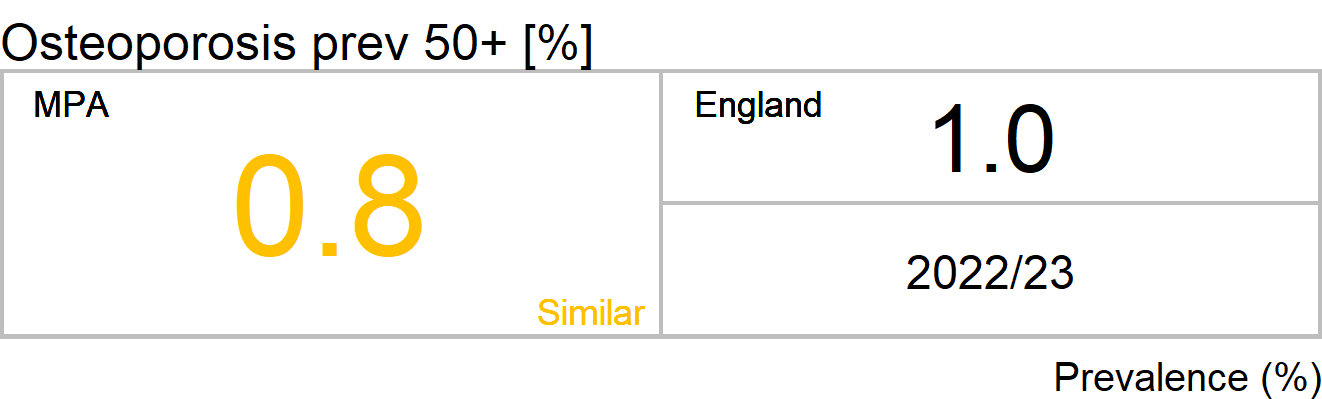 Osteoporosis prev 50+ [%]
MPA
0.8
Similar
England
1.0
2022/23
Prevalence (%)